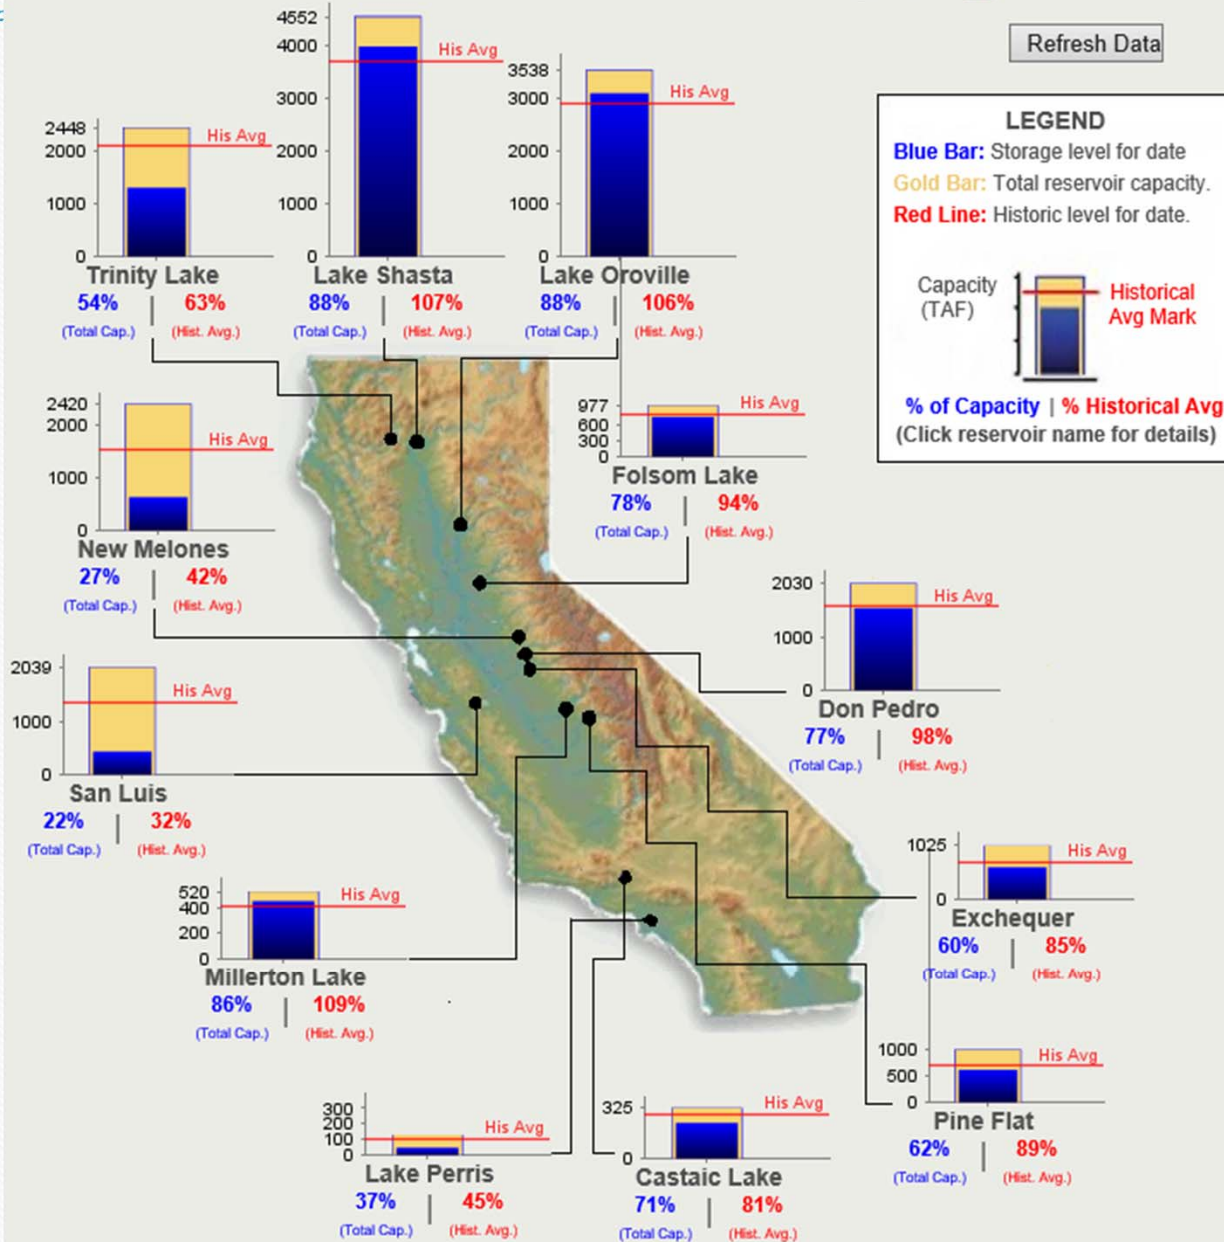 Refresh Data
LEGEND
Blue Bar: Storage level for date
Gold Bar: Total reservoir capacity.
Red Line: Historic level for date.
Capacity
(TAF)
Historical
Avg Mark
% of Capacity | % Historical Avg
(Click reservoir name for details)
2448
2000
1000
0
His Avg
Trinity Lake
54% | 63%
(Total Cap.) (Hist. Avg.)
4552
4000
3000
2000
1000
0
His Avg
Lake Shasta
88% | 107%
(Total Cap.) (Hist. Avg.)
3538
3000
2000
1000
0
His Avg
Lake Oroville
88% | 106%
(Total Cap.) (Hist. Avg.)
2420
2000
1000
0
His Avg
New Melones
27% | 42%
(Total Cap.) (Hist. Avg.)
977
600
300
0
His Avg
Folsom Lake
78% | 94%
(Total Cap.) (Hist. Avg.)
2030
1000
0
His Avg
Don Pedro
77% | 98%
(Total Cap.) (Hist. Avg.)
2039
1000
0
His Avg
San Luis
22% | 32%
(Total Cap.) (Hist. Avg.)
1025
0
His Avg
Exchequer
60% | 85%
(Total Cap.) (Hist. Avg.)
520
400
200
0
His Avg
Millerton Lake
86% | 109%
(Total Cap.) (Hist. Avg.)
1000
500
0
His Avg
Pine Flat
62% | 89%
(Total Cap.) (Hist. Avg.)
300
200
100
0
His Avg
Lake Perris
37% | 45%
(Total Cap.) (Hist. Avg.)
325
0
His Avg
Castaic Lake
71% | 81%
(Total Cap.) (Hist. Avg.)